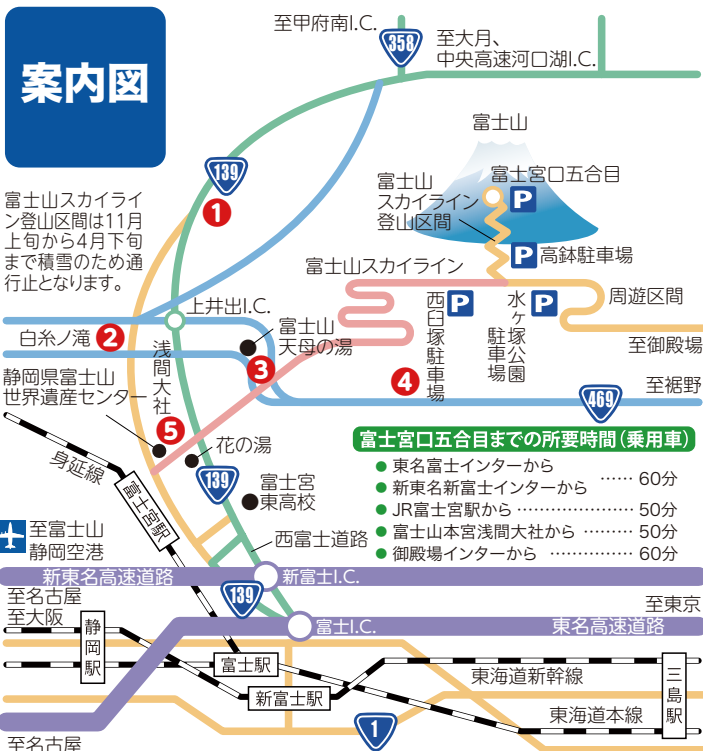 案内図
至甲府南I.C.
358
至大月、
中央高速河口湖I.C.
富士山
139
富士宮口五合目
P
富士山
スカイライン
登山区間
富士山スカイライ
ン登山区間は11月
上旬から4月下旬
まで積雪のため通
行止となります。
1
P
高鉢駐車場
富士山スカイライン
西臼塚駐車場
P
水ヶ塚公園
駐車場
周遊区間
上井出I.C.
白糸ノ滝
2
富士山
天母の湯
至御殿場
浅間大社
3
4
静岡県富士山
世界遺産センター
至裾野
469
5
花の湯
身延線
富士宮駅
139
富士宮
東高校
富士宮口五合目までの所要時間(乗用車)
● 東名富士インターから
● 新東名新富士インターから
…… 60分
● JR富士宮駅から ……………… 50分
● 富士山本宮浅間大社から ……… 50分
● 御殿場インターから …………… 60分
至富士山
静岡空港
西富士道路
新東名高速道路
新富士I.C.
139
至名古屋
至大阪
至東京
富士I.C.
東名高速道路
静岡駅
富士駅
新富士駅
東海道新幹線
三島駅
東海道本線
1
至名古屋